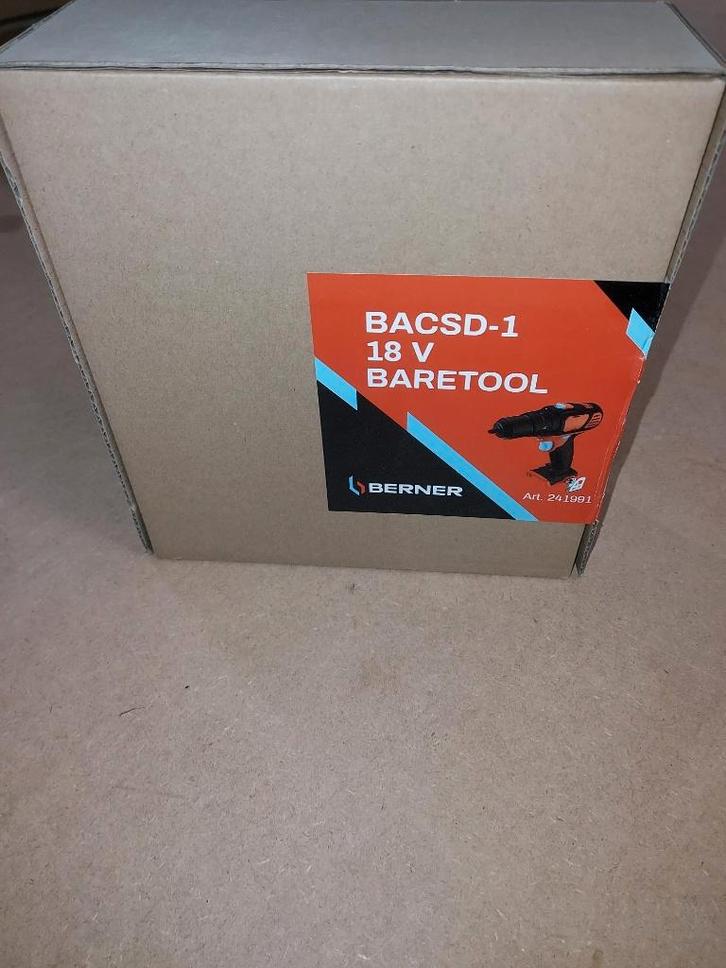 BACSD-1
18 V
BARETOOL
BERNER
Art. 241991